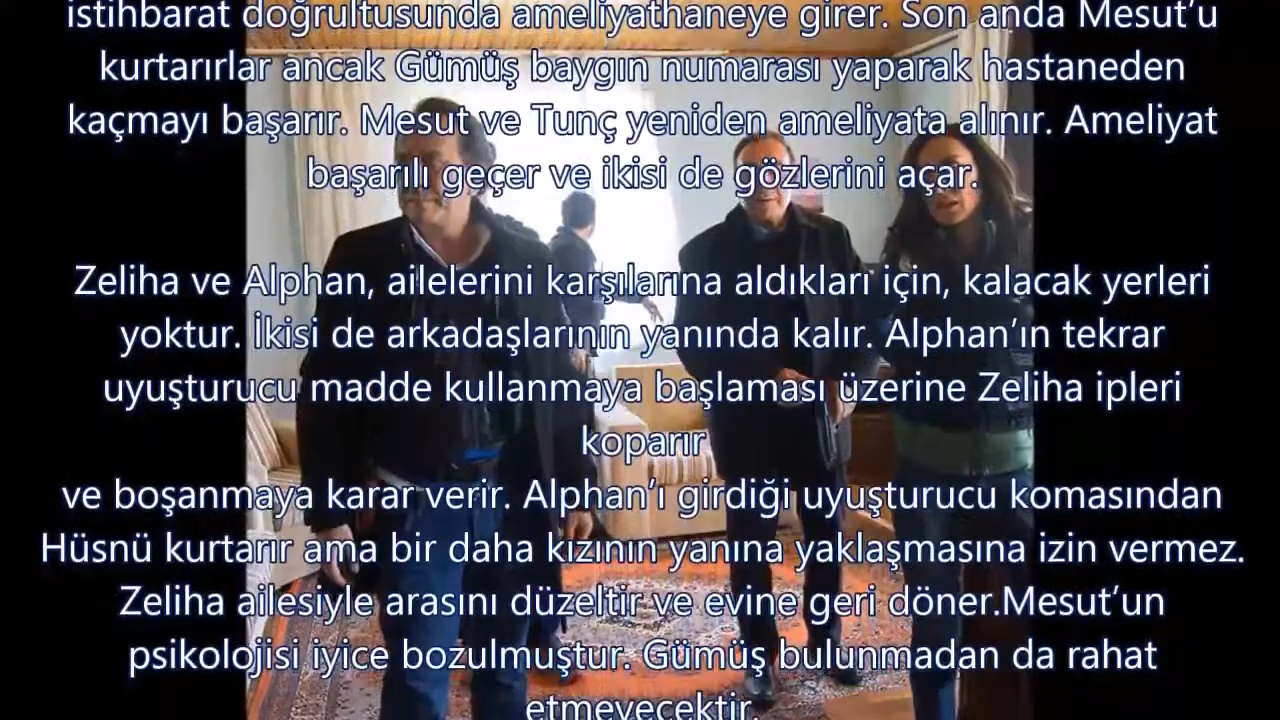 istihbarat doğrultusunda ameliyathaneye girer. Son anda Mesut’u
kurtarırlar ancak Gümüş baygın numarası yaparak hastaneden
kaçmayı başarır. Mesut ve Tunç yeniden ameliyata alınır. Ameliyat
başarılı geçer ve ikisi de gözlerini açar.
Zeliha ve Alphan, ailelerini karşılarına aldıkları için, kalacak yerleri
yoktur. İkisi de arkadaşlarının yanında kalır. Alphan’ın tekrar
uyuşturucu madde kullanmaya başlaması üzerine Zeliha ipleri
koparır
ve boşanmaya karar verir. Alphan’ı girdiği uyuşturucu komasından
Hüsnü kurtarır ama bir daha kızının yanına yaklaşmasına izin vermez.
Zeliha ailesiyle arasını düzeltir ve evine geri döner.Mesut’un
psikolojisi iyice bozulmuştur. Gümüş bulunmadan da rahat
etmeyecektir.